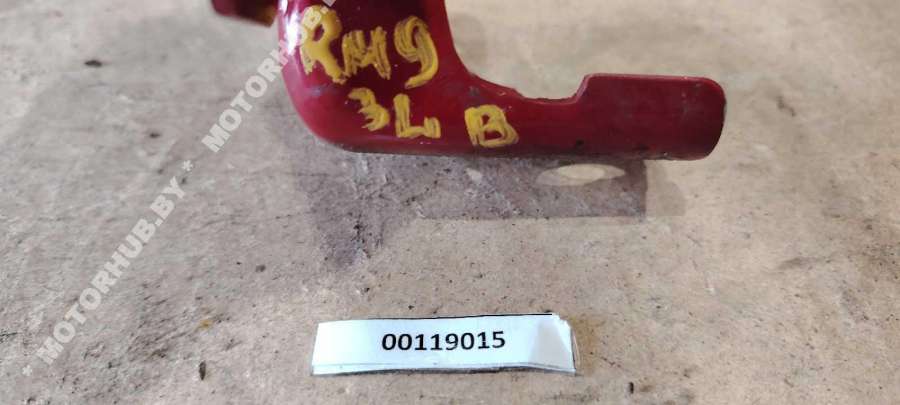 RM9
3L B
00119015
* MOTORHUB.BY * MOTORHUB.BY